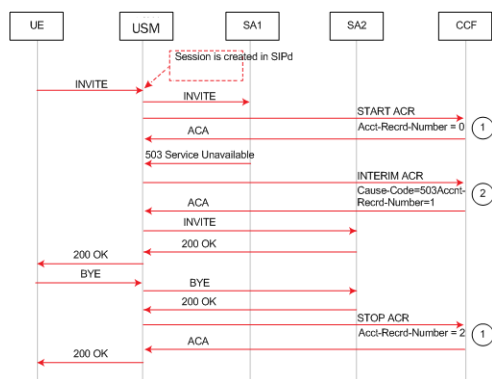 UE
USM
SA1
SA2
CCF
Session is created in SIPd
INVITE
INVITE
START ACR
Acct-Recrd-Number = 0
1
ACA
503 Service Unavailable
INTERIM ACR
Cause-Code=503Accnt-
Recrd-Number=1
2
ACA
INVITE
200 OK
200 OK
BYE
BYE
200 OK
STOP ACR
Acct-Recrd-Number = 2
1
ACA
200 OK